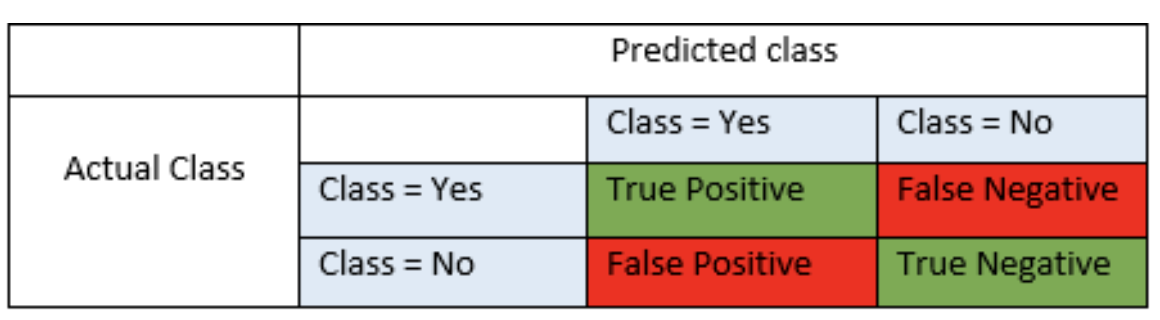 Predicted class
Actual Class
Class = Yes
Class = No
Class = Yes
True Positive
False Negative
Class = No
False Positive
True Negative